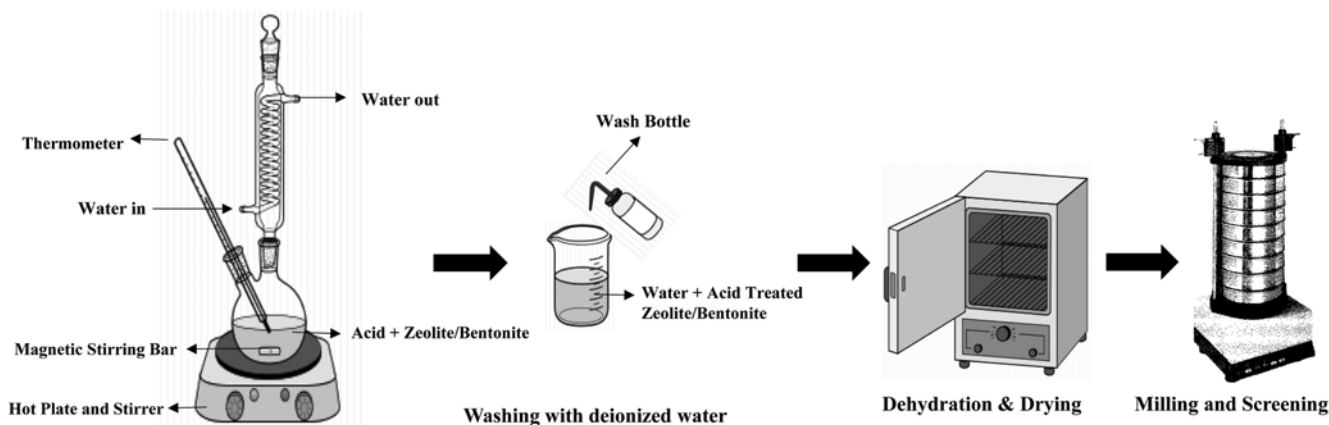 Water out
Thermometer
Water in
Acid + Zeolite/Bentonite
Magnetic Stirring Bar
Hot Plate and Stirrer
Wash Bottle
Water + Acid Treated
Zeolite/Bentonite
Washing with deionized water
Dehydration & Drying
Milling and Screening